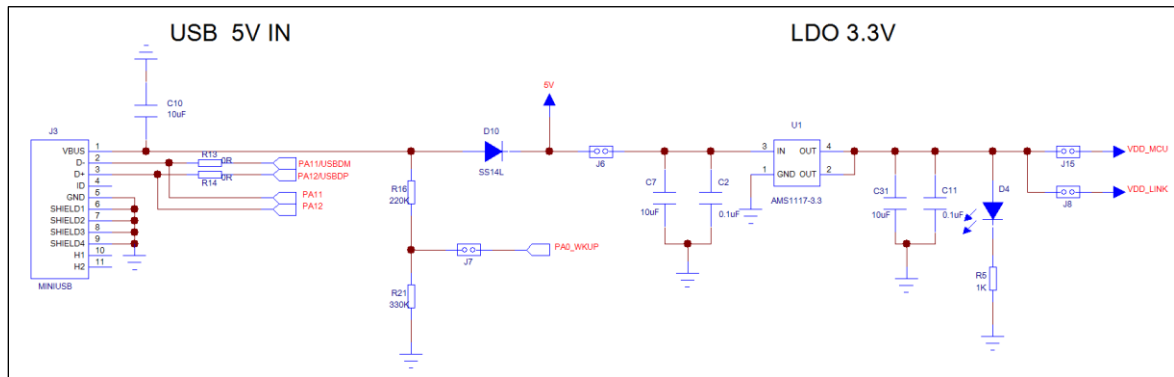 USB 5V IN
LDO 3.3V
C10
10uF
J3
VBUS 1
D- 2
D+ 3
ID 4
GND 5
SHIELD1 6
SHIELD2 7
SHIELD3 8
SHIELD4 9
H1 10
H2 11
MINIUSB
R13 0R
R14 0R
PA11/USBDM
PA12/USBDP
PA11
PA12
R16
220K
R21
330K
J7
PA0_WKUP
D10
SS14L
5V
J6
C7
10uF
C2
0.1uF
U1
3 IN OUT 4
1 GND OUT 2
AMS1117-3.3
C31
10uF
C11
0.1uF
D4
R5
1K
J15
VDD_MCU
J8
VDD_LINK